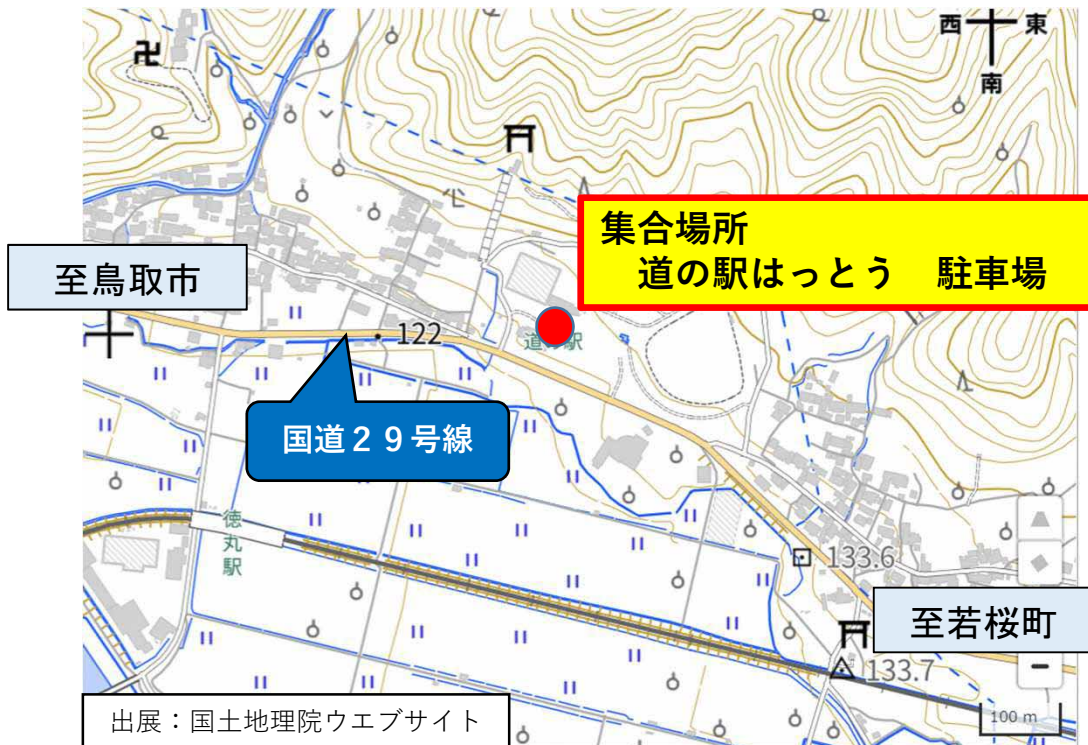 西 東
南
集合場所
道の駅はっとう　駐車場
至鳥取市
122
道の駅
国道２９号線
徳丸駅
133.6
至若桜町
133.7
出展：国土地理院ウエブサイト
100 m